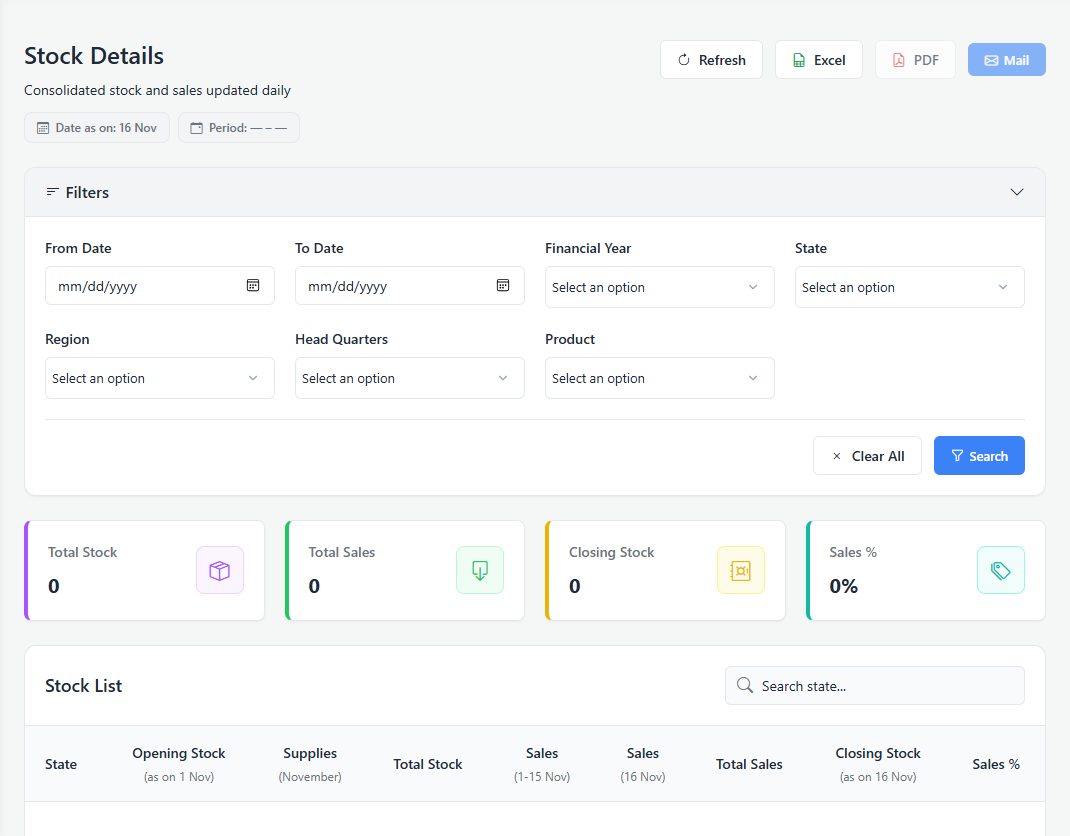 Stock Details
Refresh
Excel
PDF
Mail
Consolidated stock and sales updated daily
Date as on: 16 Nov
Period: — – —
Filters
From Date
To Date
Financial Year
State
mm/dd/yyyy
mm/dd/yyyy
Select an option
Select an option
Region
Head Quarters
Product
Select an option
Select an option
Select an option
× Clear All
Search
Total Stock
0
Total Sales
0
Closing Stock
0
Sales %
0%
Stock List
Search state...
State
Opening Stock
(as on 1 Nov)
Supplies
(November)
Total Stock
Sales
(1-15 Nov)
Sales
(16 Nov)
Total Sales
Closing Stock
(as on 16 Nov)
Sales %